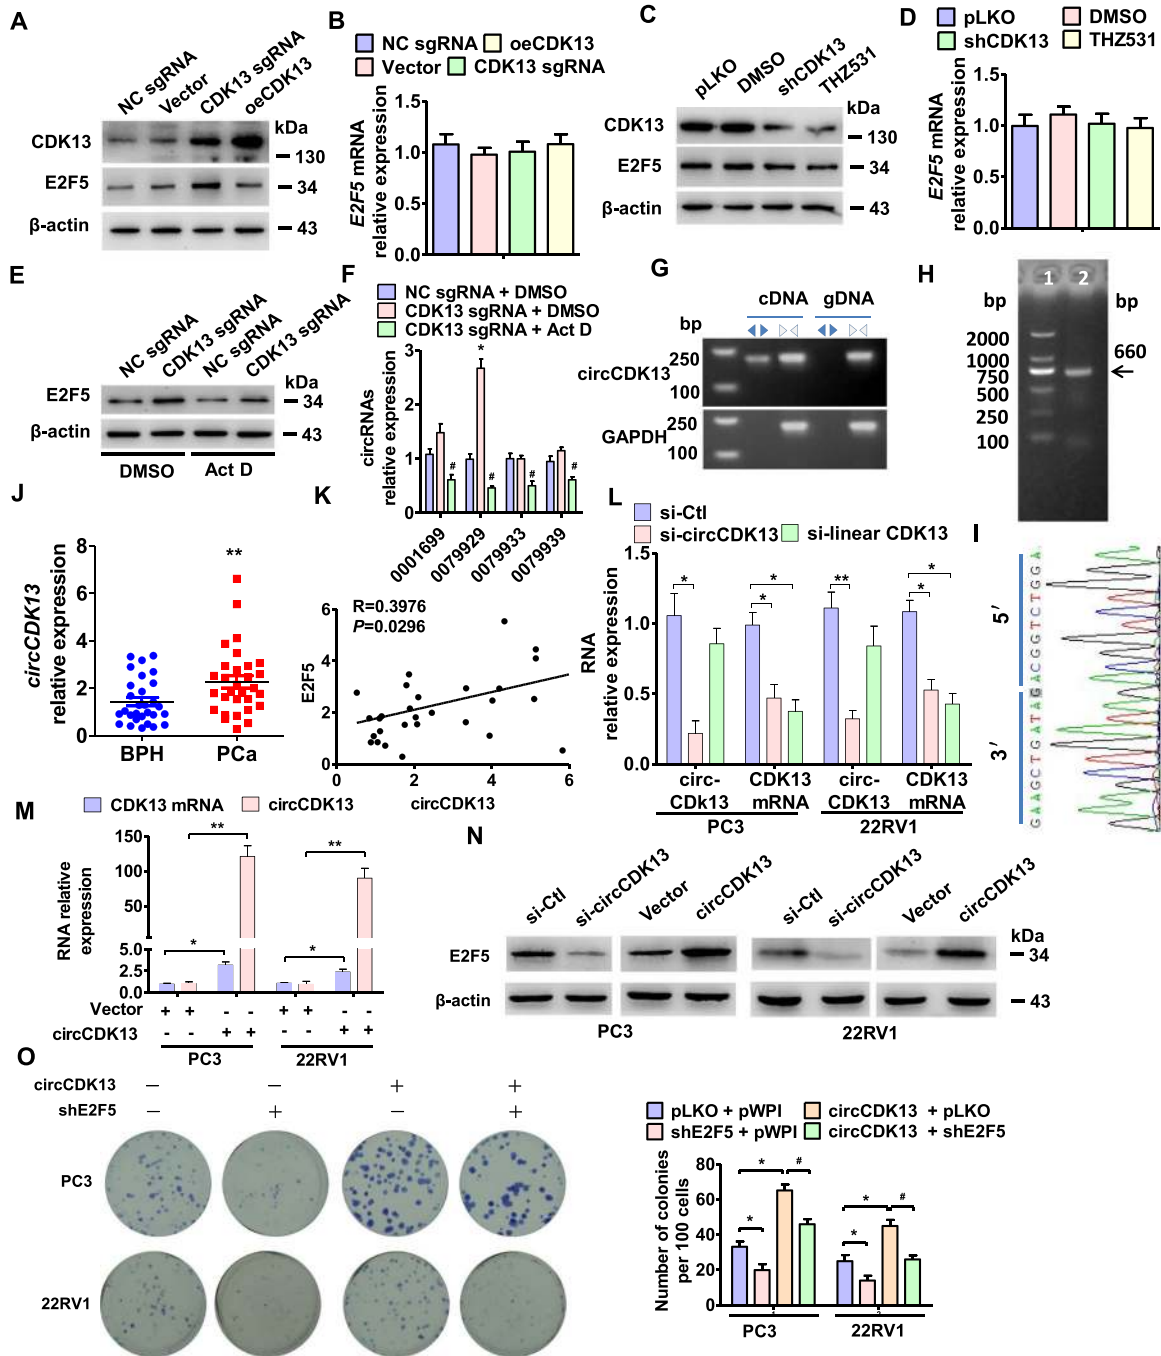 A
NC sgRNA
Vector
CDK13 sgRNA
oeCDK13
kDa
CDK13
130
E2F5
34
β-actin
43
B
NC sgRNA
oeCDK13
Vector
CDK13 sgRNA
E2F5 mRNA
relative expression
1.5
1.0
0.5
0.0
C
pLKO
DMSO
shCDK13
THZ531
kDa
CDK13
130
E2F5
34
β-actin
43
D
pLKO
DMSO
shCDK13
THZ531
E2F5 mRNA
relative expression
1.5
1.0
0.5
0.0
E
NC sgRNA
CDK13 sgRNA
NC sgRNA
CDK13 sgRNA
kDa
E2F5
34
β-actin
43
DMSO
Act D
F
NC sgRNA + DMSO
CDK13 sgRNA + DMSO
CDK13 sgRNA + Act D
circRNAs
relative expression
3
2
1
0
*
# # # #
0001699
0079929
0079933
0079939
G
cDNA
gDNA
bp
circCDK13
250
100
GAPDH
250
100
H
1 2
bp
bp
2000
1000
750
500
250
100
660
I
5′
3′
GAAGCTGATAGACGGTCTGGA
J
circCDK13
relative expression
8
6
4
2
0
**
BPH
PCa
K
R=0.3976
P=0.0296
E2F5
6
4
2
0
0 2 4 6
circCDK13
L
si-Ctl
si-circCDK13
si-linear CDK13
RNA
relative expression
1.5
1.0
0.5
0.0
* * * ** * *
circ-
CDk13
CDK13
mRNA
circ-
CDK13
CDK13
mRNA
PC3
22RV1
M
CDK13 mRNA
circCDK13
RNA relative
expression
150
100
50
5.0
2.5
0.0
* ** * **
Vector + + - - + + - -
circCDK13 - - + + - - + +
PC3
22RV1
N
si-Ctl
si-circCDK13
Vector
circCDK13
si-Ctl
si-circCDK13
Vector
circCDK13
kDa
E2F5
34
β-actin
43
PC3
22RV1
O
circCDK13 − − + +
shE2F5 − + − +
PC3
22RV1
pLKO + pWPI
circCDK13 + pLKO
shE2F5 + pWPI
circCDK13 + shE2F5
Number of colonies
per 100 cells
80
60
40
20
0
* * # * * #
PC3
22RV1